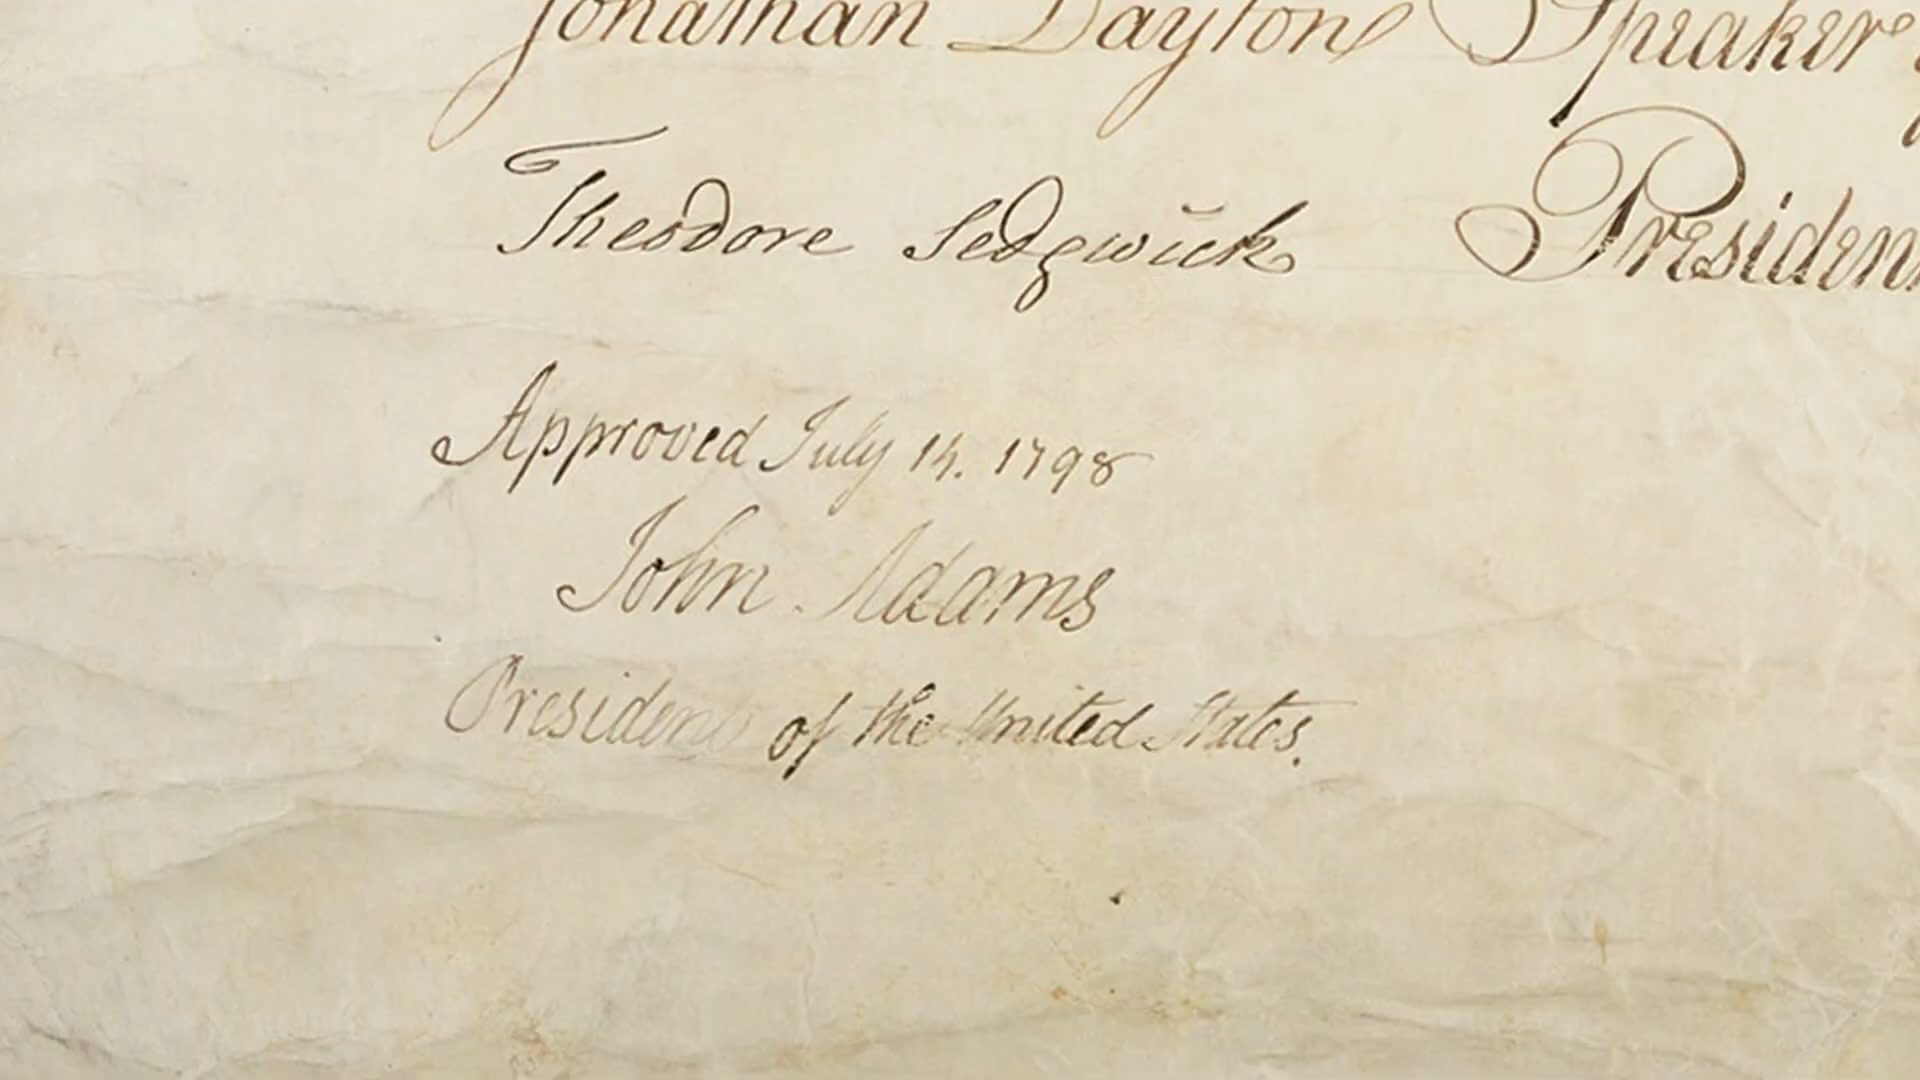 Jonathan Dayton Speaker
Theodore Sedgwick President
Approved July 14. 1798
John Adams
President of the United States.